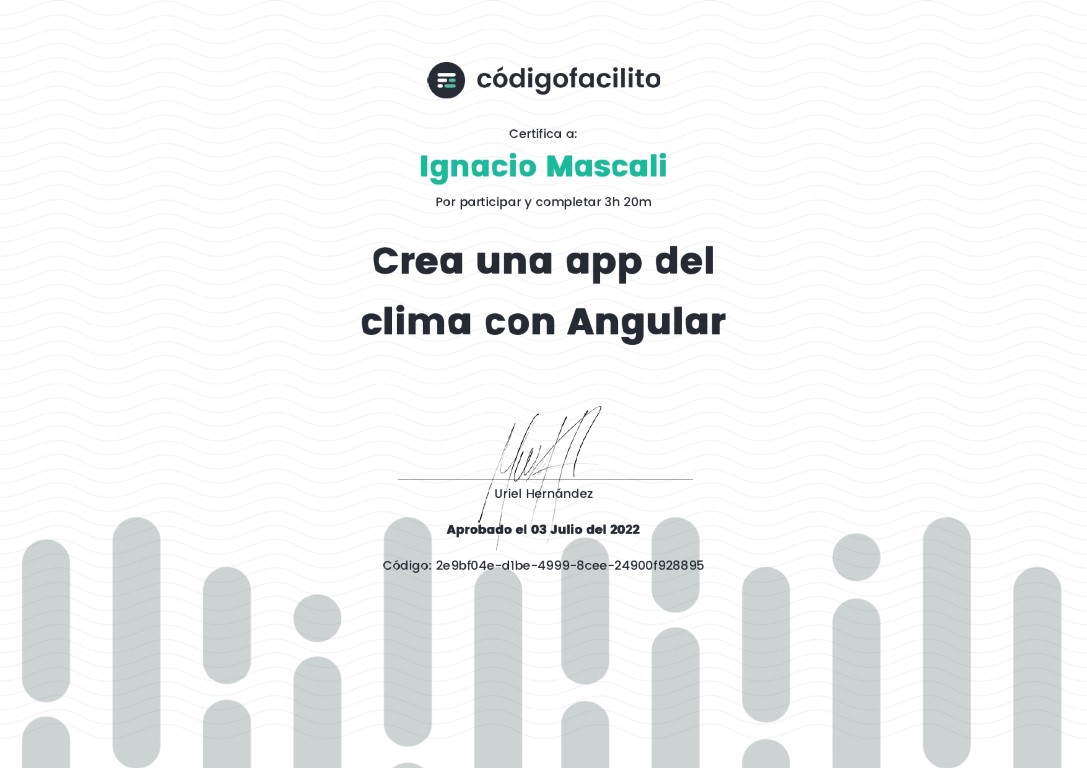 códigofacilito
Certifica a:
Ignacio Mascali
Por participar y completar 3h 20m
Crea una app del
clima con Angular
Uriel Hernández
Aprobado el 03 Julio del 2022
Código: 2e9bf04e-d1be-4999-8cee-24900f928895